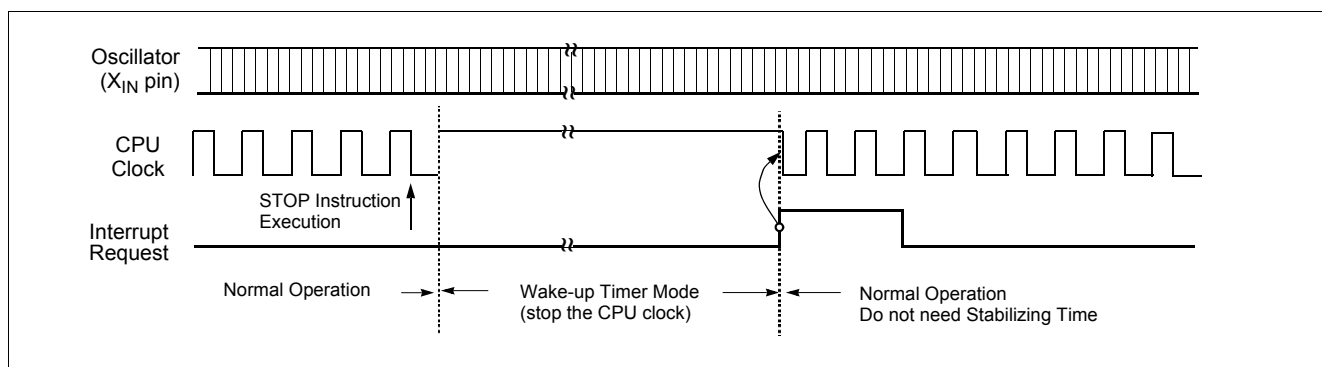 Oscillator
(XIN pin)
CPU
Clock
STOP Instruction
Execution
Interrupt
Request
Normal Operation
Wake-up Timer Mode
(stop the CPU clock)
Normal Operation
Do not need Stabilizing Time